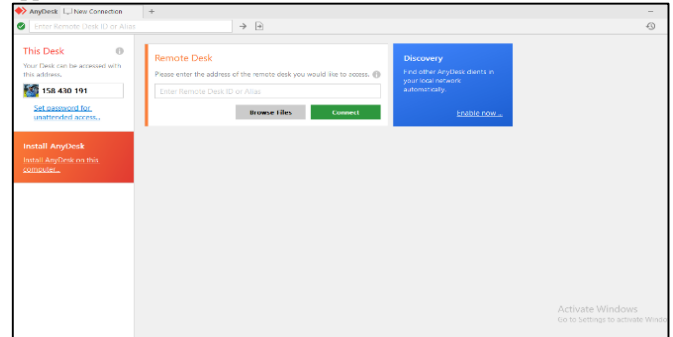 AnyDesk New Connection +
Enter Remote Desk ID or Alias
This Desk
Your Desk can be accessed with
this address.
158 430 191
Set password for
unattended access...
Install AnyDesk
Install AnyDesk on this
computer...
Remote Desk
Please enter the address of the remote desk you would like to access.
Enter Remote Desk ID or Alias
Browse Files Connect
Discovery
Find other AnyDesk clients in
your local network
automatically.
Enable now...
Activate Windows
Go to Settings to activate Windo